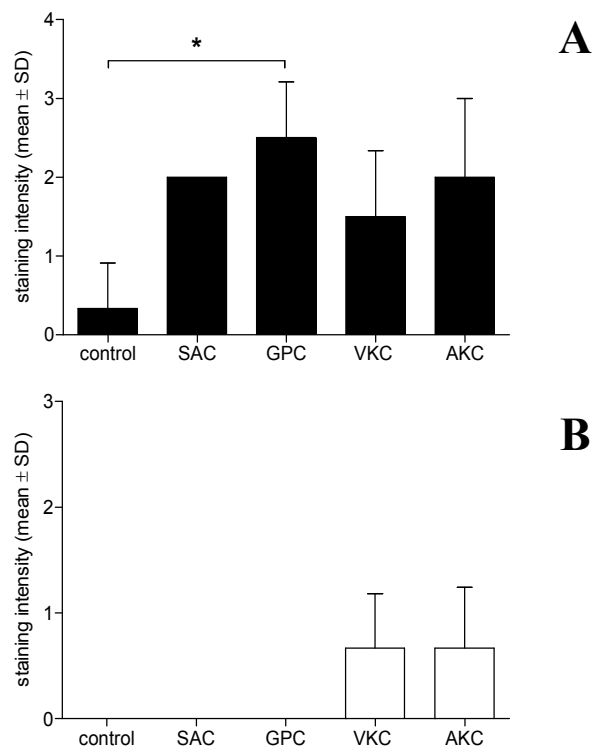 A
*
staining intensity (mean ± SD)
4
3
2
1
0
control SAC GPC VKC AKC
B
staining intensity (mean ± SD)
3
2
1
0
control SAC GPC VKC AKC